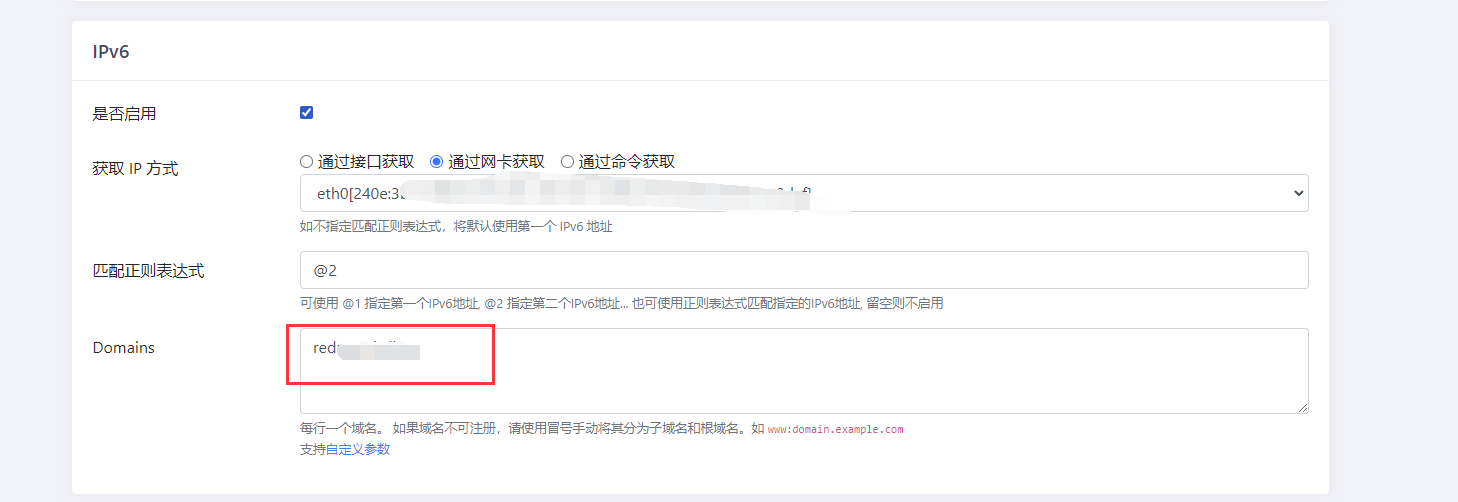 IPv6
是否启用
获取 IP 方式
通过接口获取 通过网卡获取 通过命令获取
eth0[240e:3
如不指定匹配正则表达式，将默认使用第一个 IPv6 地址
匹配正则表达式
@2
可使用 @1 指定第一个IPv6地址, @2 指定第二个IPv6地址... 也可使用正则表达式匹配指定的IPv6地址, 留空则不启用
Domains
red
每行一个域名。 如果域名不可注册，请使用冒号手动将其分为子域名和根域名。如 www:domain.example.com
支持自定义参数